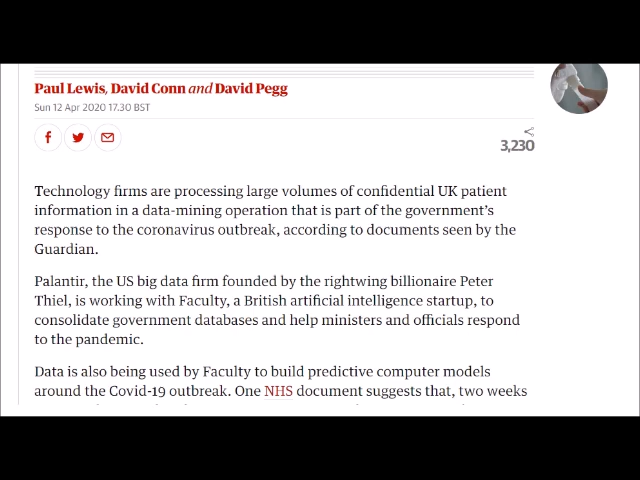 Paul Lewis, David Conn and David Pegg
Sun 12 Apr 2020 17.30 BST
3,230
Technology firms are processing large volumes of confidential UK patient
information in a data-mining operation that is part of the government's
response to the coronavirus outbreak, according to documents seen by the
Guardian.
Palantir, the US big data firm founded by the rightwing billionaire Peter
Thiel, is working with Faculty, a British artificial intelligence startup, to
consolidate government databases and help ministers and officials respond
to the pandemic.
Data is also being used by Faculty to build predictive computer models
around the Covid-19 outbreak. One NHS document suggests that, two weeks